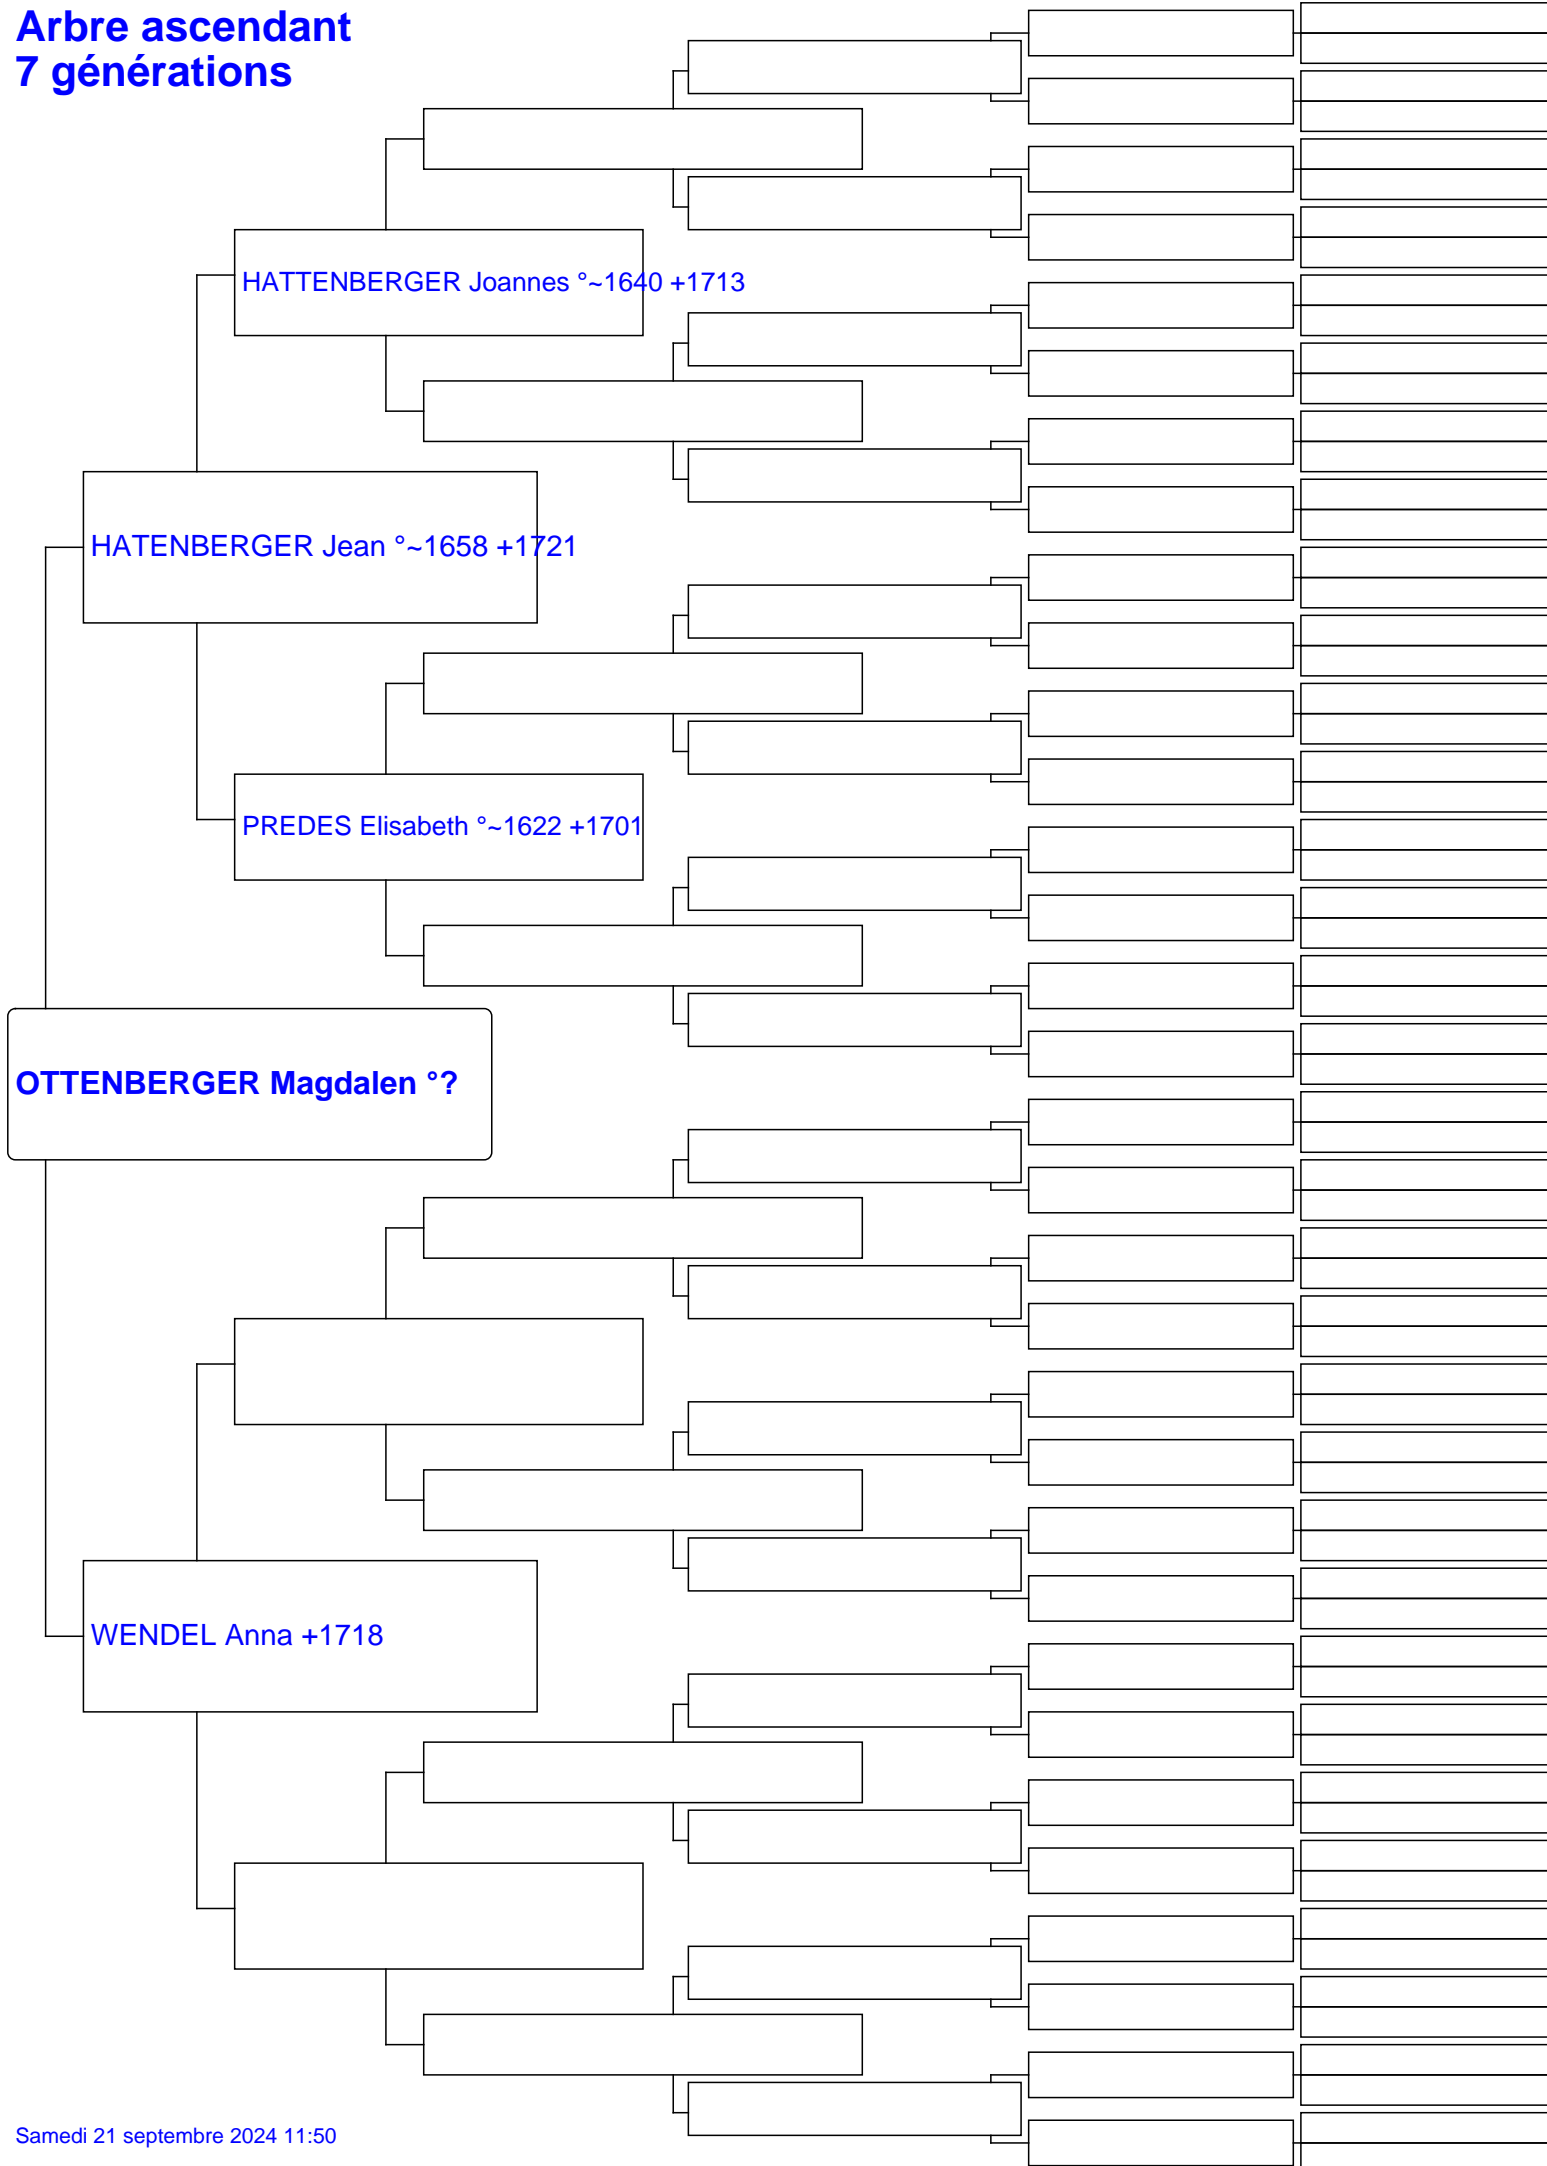 Arbre ascendant
7 générations
HATTENBERGER Joannes °~1640 +1713
HATENBERGER Jean °~1658 +1721
PREDES Elisabeth °~1622 +1701
OTTENBERGER Magdalen °?
WENDEL Anna +1718
Samedi 21 septembre 2024 11:50